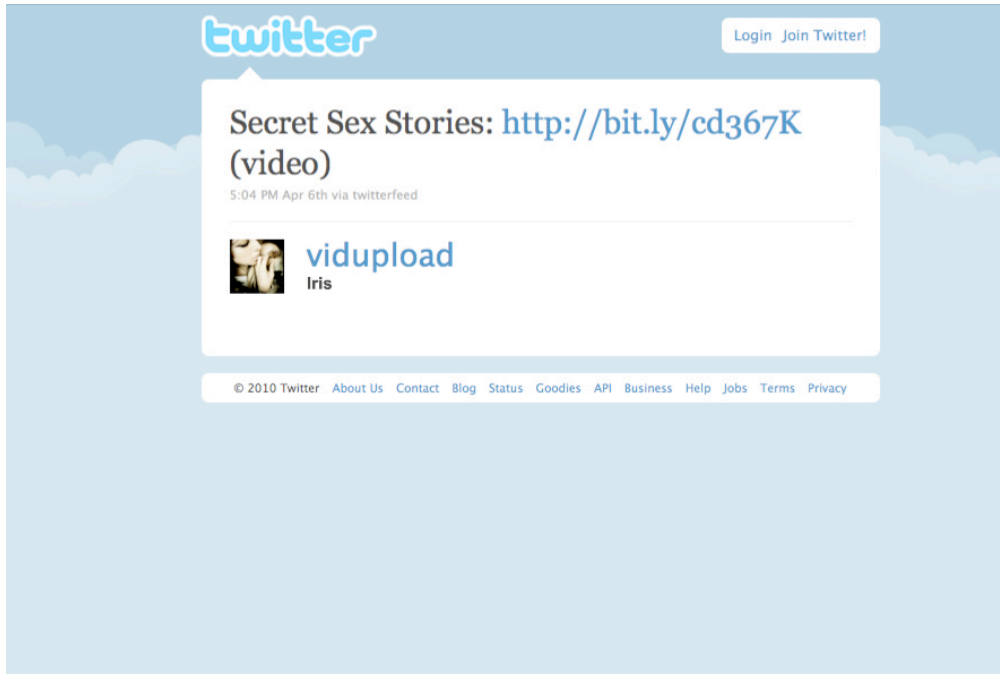 twitter
Login Join Twitter!
Secret Sex Stories: http://bit.ly/cd367K
(video)
5:04 PM Apr 6th via twitterfeed
vidupload
Iris
© 2010 Twitter About Us Contact Blog Status Goodies API Business Help Jobs Terms Privacy